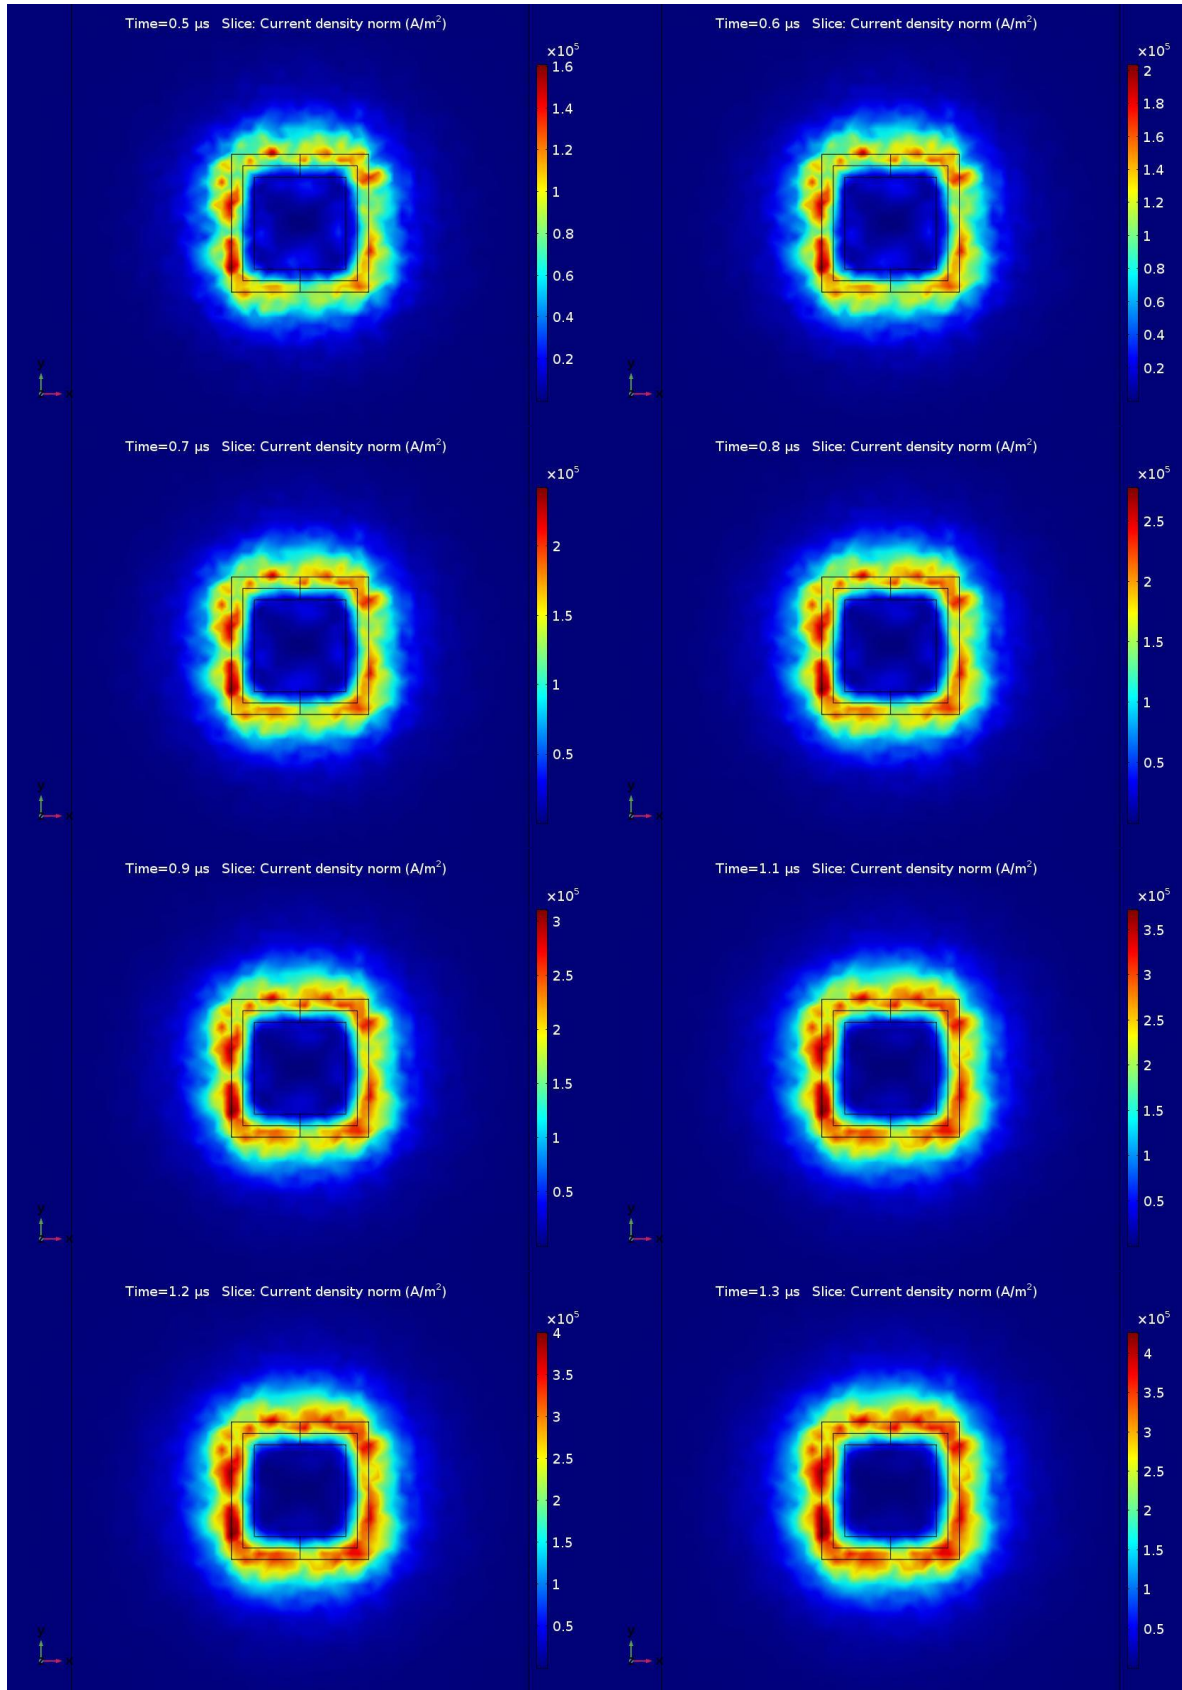 Time=0.5 µs Slice: Current density norm (A/m²)
×10⁵
1.6
1.4
1.2
1
0.8
0.6
0.4
0.2
y
x
Time=0.6 µs Slice: Current density norm (A/m²)
×10⁵
2
1.8
1.6
1.4
1.2
1
0.8
0.6
0.4
0.2
y
x
Time=0.7 µs Slice: Current density norm (A/m²)
×10⁵
2
1.5
1
0.5
y
x
Time=0.8 µs Slice: Current density norm (A/m²)
×10⁵
2.5
2
1.5
1
0.5
y
x
Time=0.9 µs Slice: Current density norm (A/m²)
×10⁵
3
2.5
2
1.5
1
0.5
y
x
Time=1.1 µs Slice: Current density norm (A/m²)
×10⁵
3.5
3
2.5
2
1.5
1
0.5
y
x
Time=1.2 µs Slice: Current density norm (A/m²)
×10⁵
4
3.5
3
2.5
2
1.5
1
0.5
y
x
Time=1.3 µs Slice: Current density norm (A/m²)
×10⁵
4
3.5
3
2.5
2
1.5
1
0.5
y
x